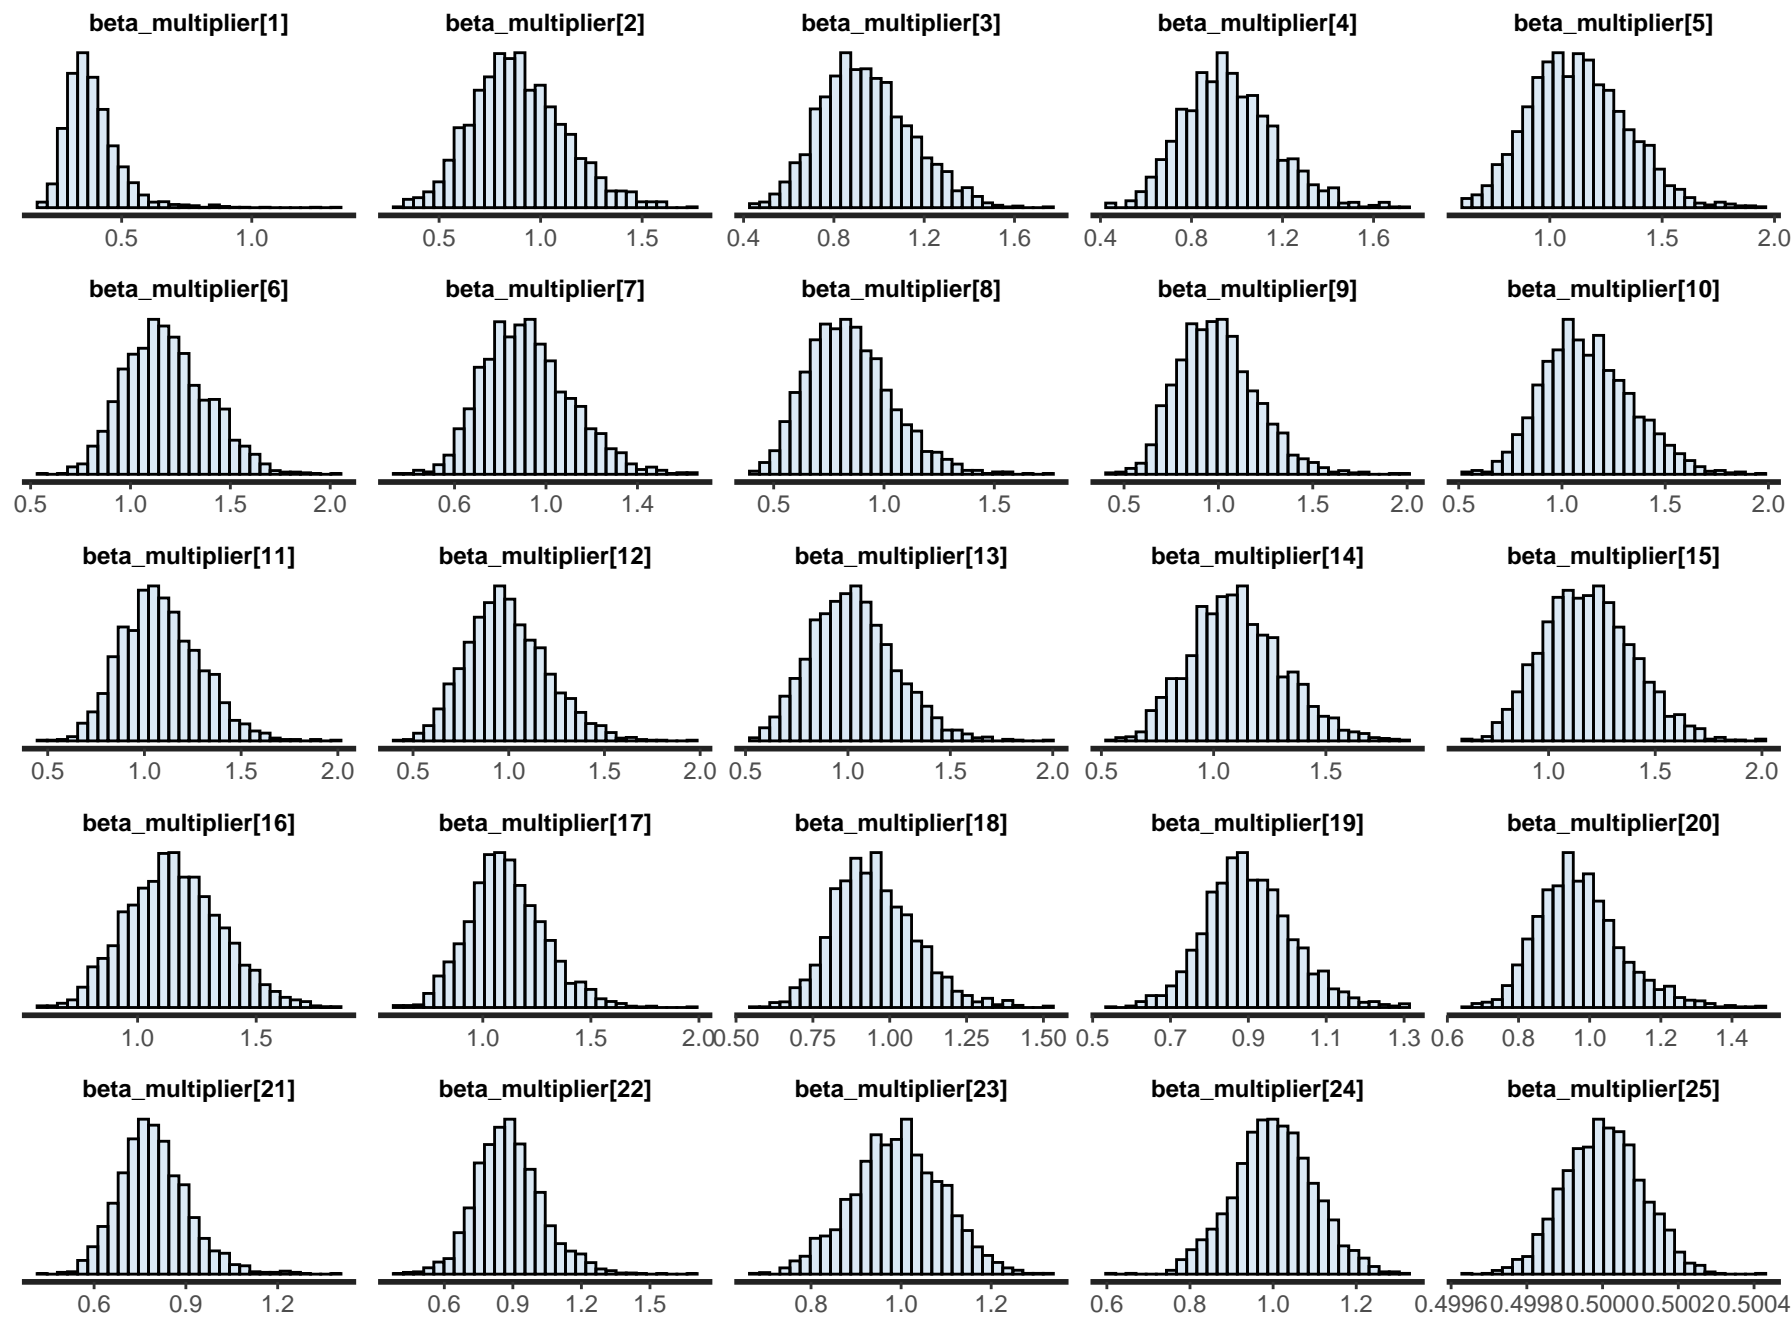 beta_multiplier[1] beta_multiplier[2] beta_multiplier[3] beta_multiplier[4] beta_multiplier[5]
0.5 1.0 0.5 1.0 1.5 0.4 0.8 1.2 1.6 0.4 0.8 1.2 1.6 1.0 1.5 2.0
beta_multiplier[6] beta_multiplier[7] beta_multiplier[8] beta_multiplier[9] beta_multiplier[10]
0.5 1.0 1.5 2.0 0.6 1.0 1.4 0.5 1.0 1.5 0.5 1.0 1.5 2.0 0.5 1.0 1.5 2.0
beta_multiplier[11] beta_multiplier[12] beta_multiplier[13] beta_multiplier[14] beta_multiplier[15]
0.5 1.0 1.5 2.0 0.5 1.0 1.5 2.0 0.5 1.0 1.5 2.0 0.5 1.0 1.5 1.0 1.5 2.0
beta_multiplier[16] beta_multiplier[17] beta_multiplier[18] beta_multiplier[19] beta_multiplier[20]
1.0 1.5 1.0 1.5 2.0 0.50 0.75 1.00 1.25 1.50 0.5 0.7 0.9 1.1 1.3 0.6 0.8 1.0 1.2 1.4
beta_multiplier[21] beta_multiplier[22] beta_multiplier[23] beta_multiplier[24] beta_multiplier[25]
0.6 0.9 1.2 0.6 0.9 1.2 1.5 0.8 1.0 1.2 0.6 0.8 1.0 1.2 0.4996 0.4998 0.5000 0.5002 0.5004